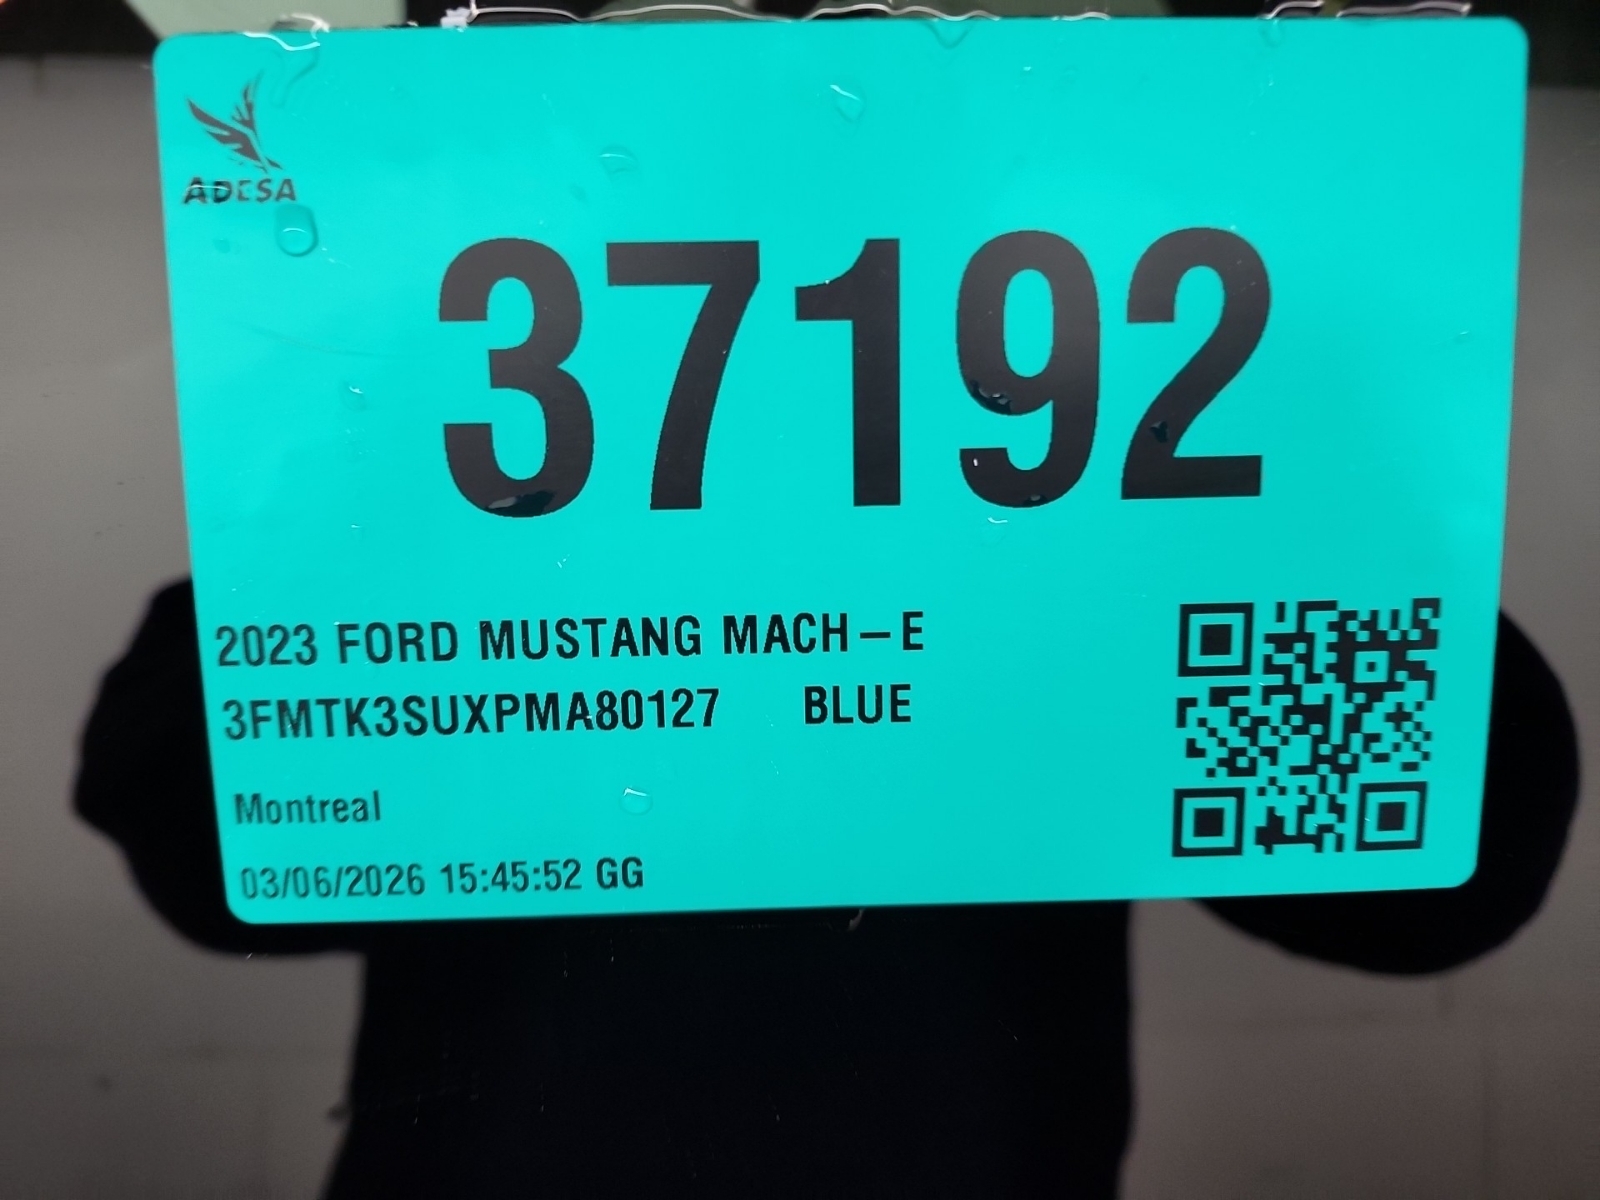 ADESA
37192
2023 FORD MUSTANG MACH-E
3FMTK3SUXPMA80127 BLUE
Montreal
03/06/2026 15:45:52 GG